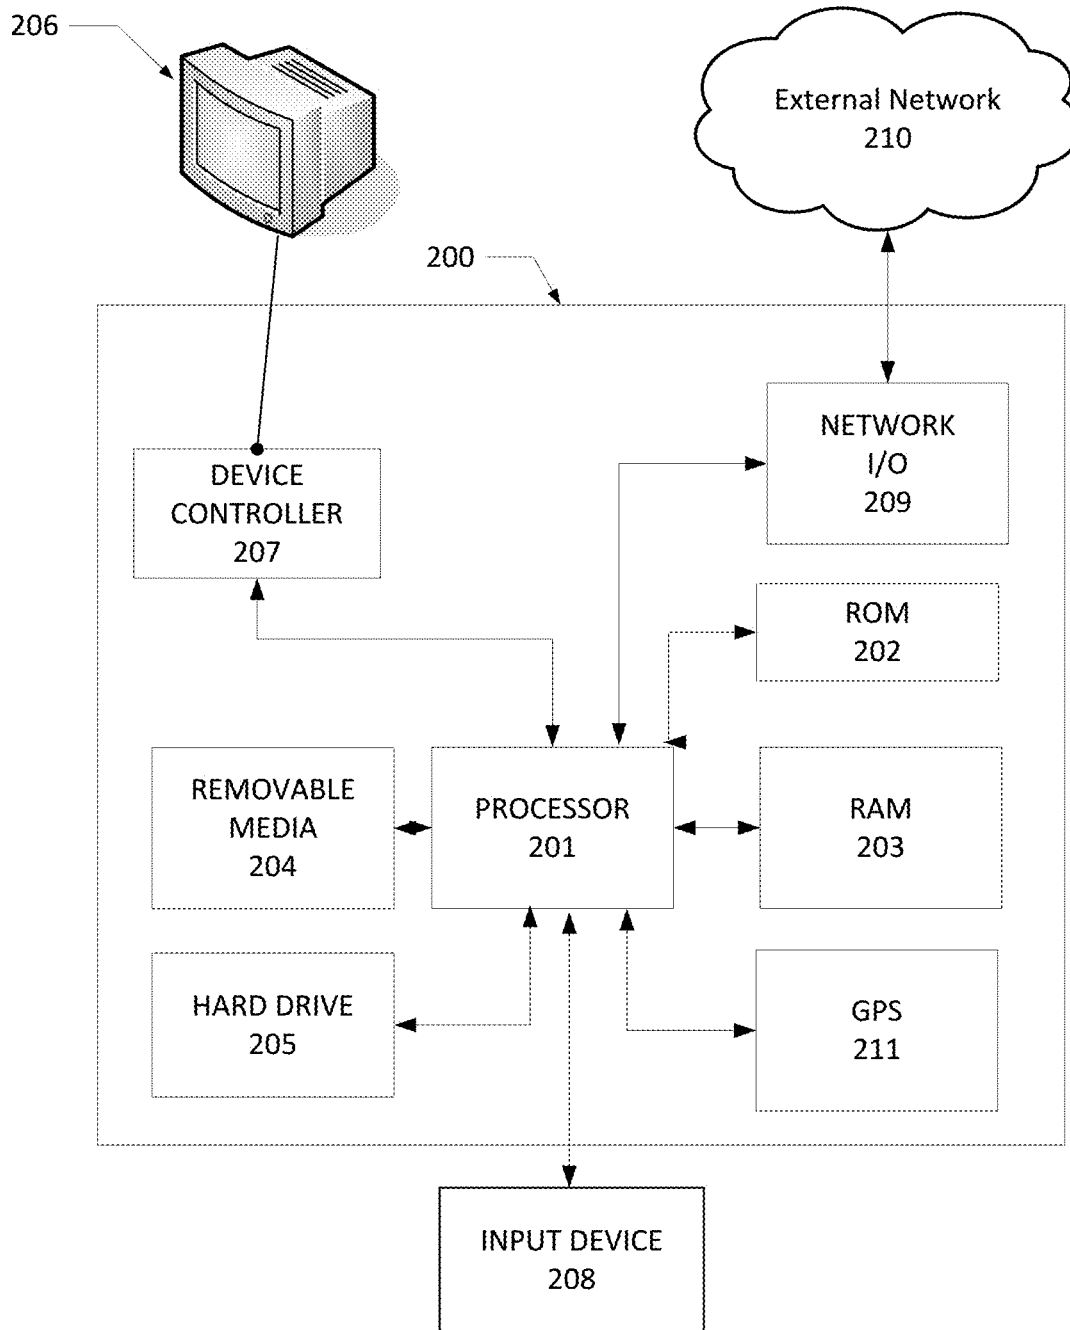 206
External Network
210
200
NETWORK
I/O
209
DEVICE
CONTROLLER
207
ROM
202
REMOVABLE
MEDIA
204
PROCESSOR
201
RAM
203
HARD DRIVE
205
GPS
211
INPUT DEVICE
208